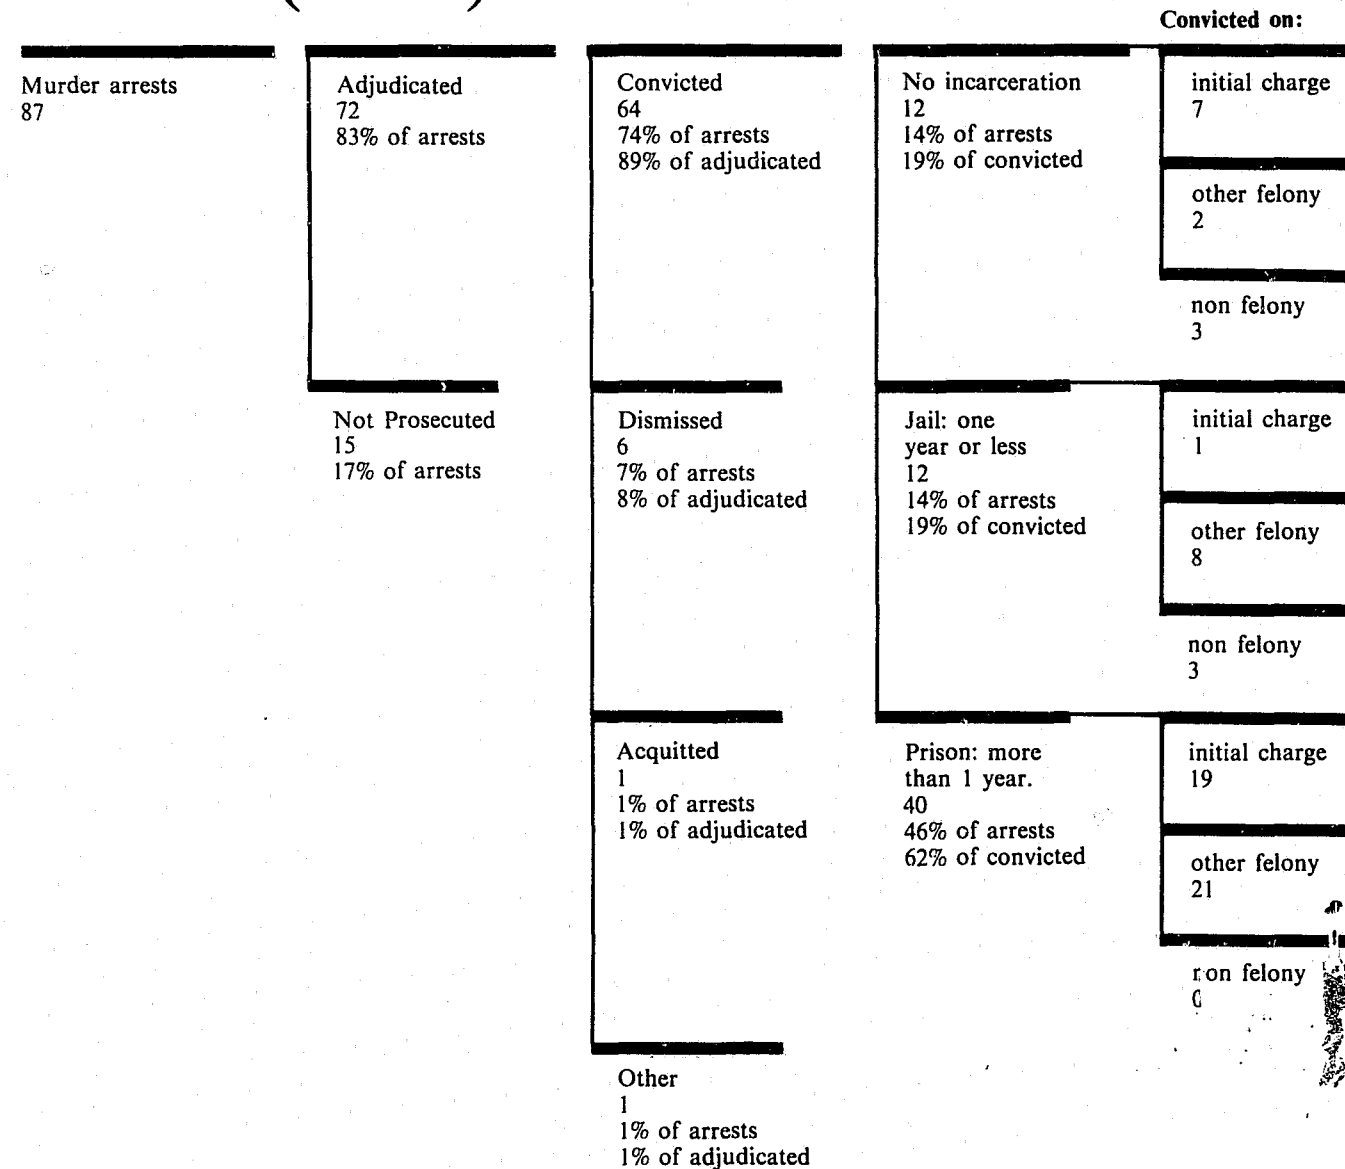 Convicted on:
Murder arrests
87
Adjudicated
72
83% of arrests
Not Prosecuted
15
17% of arrests
Convicted
64
74% of arrests
89% of adjudicated
Dismissed
6
7% of arrests
8% of adjudicated
Acquitted
1
1% of arrests
1% of adjudicated
Other
1
1% of arrests
1% of adjudicated
No incarceration
12
14% of arrests
19% of convicted
initial charge
7
other felony
2
non felony
3
Jail: one
year or less
12
14% of arrests
19% of convicted
initial charge
1
other felony
8
non felony
3
Prison: more
than 1 year.
40
46% of arrests
62% of convicted
initial charge
19
other felony
21
non felony
0